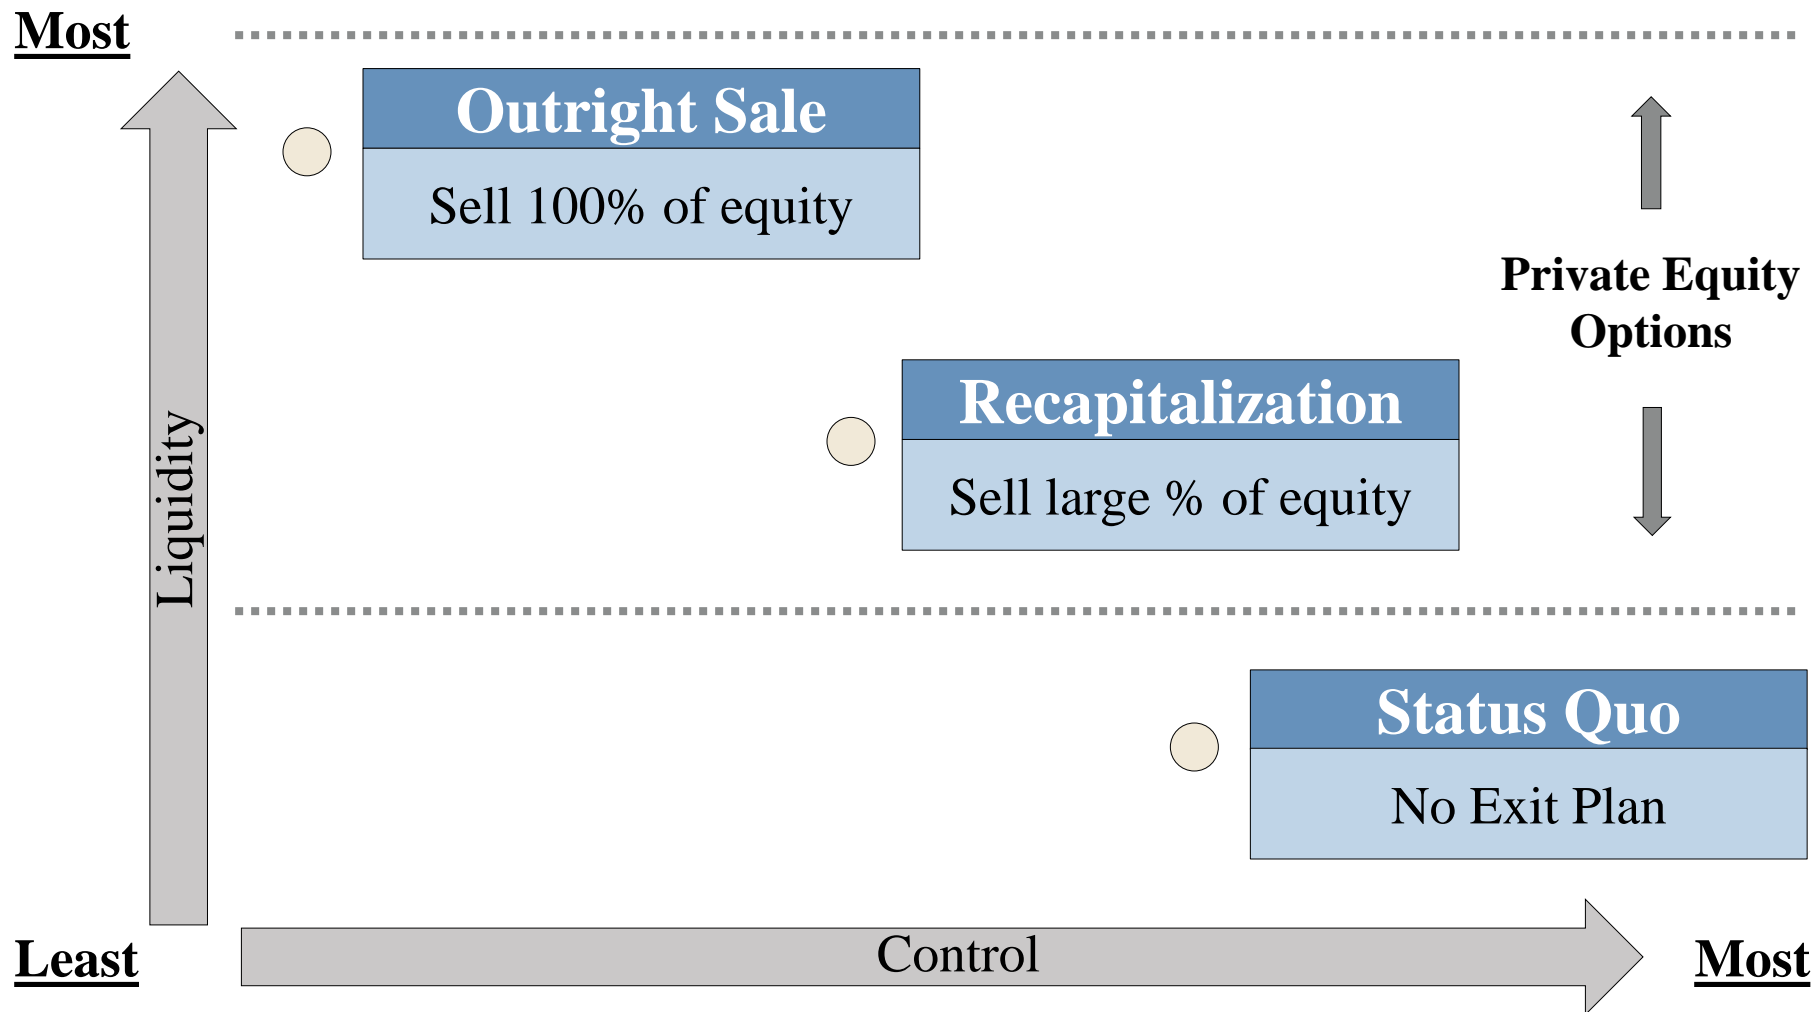 Most
Outright Sale
Sell 100% of equity
Private Equity
Options
Recapitalization
Sell large % of equity
Liquidity
Status Quo
No Exit Plan
Least
Control
Most